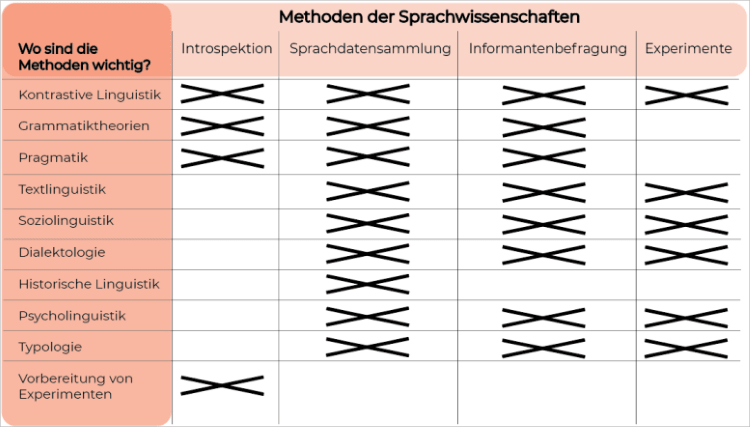 Methoden der Sprachwissenschaften
Wo sind die
Methoden wichtig?
Introspektion
Sprachdatensammlung
Informantenbefragung
Experimente
Kontrastive Linguistik
Grammatiktheorien
Pragmatik
Textlinguistik
Soziolinguistik
Dialektologie
Historische Linguistik
Psycholinguistik
Typologie
Vorbereitung von
Experimenten